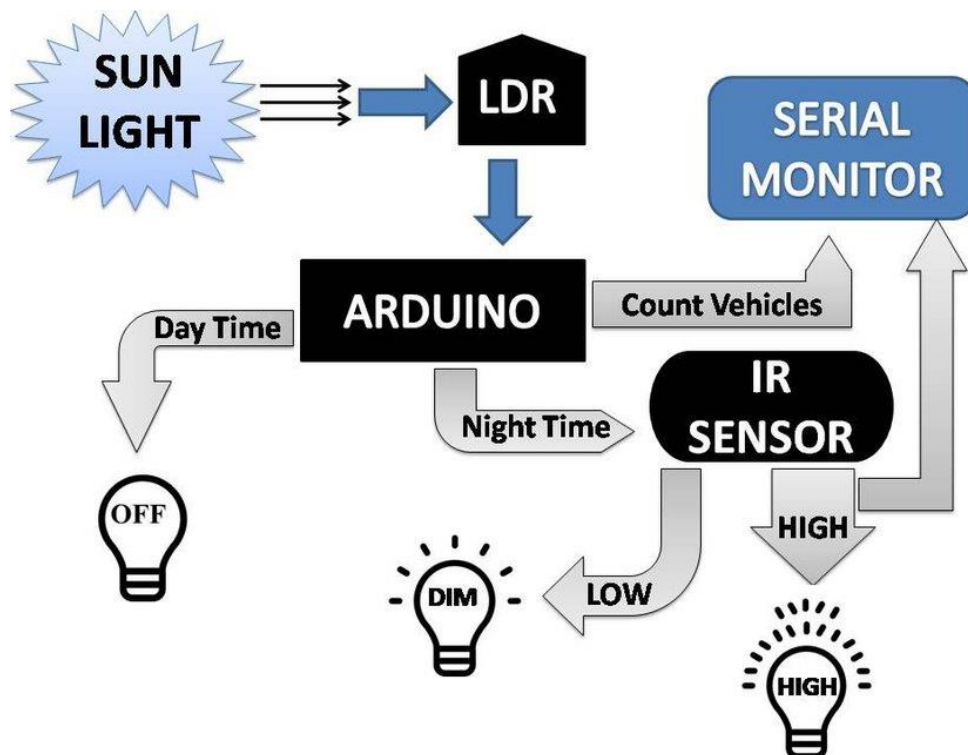 SUN
LIGHT
LDR
SERIAL
MONITOR
ARDUINO
Count Vehicles
Day Time
IR
SENSOR
Night Time
OFF
HIGH
DIM
LOW
HIGH